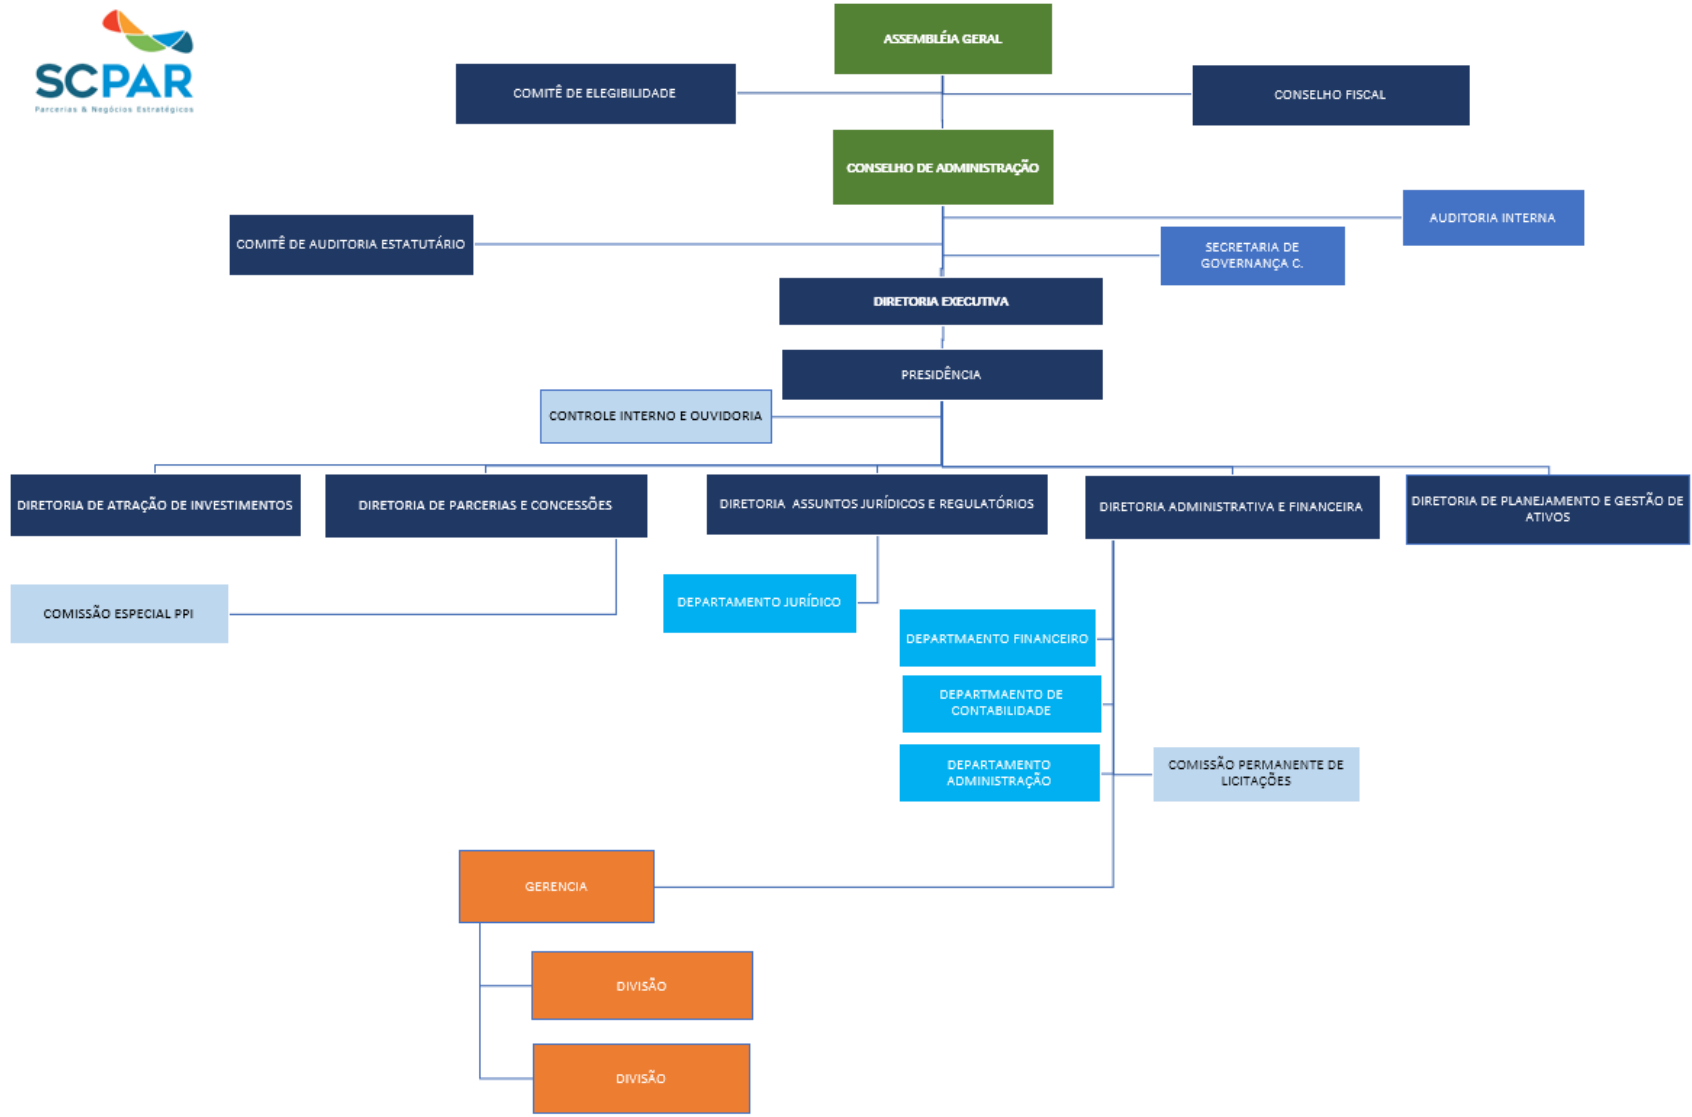 SCPAR
Parcerias & Negócios Estratégicos
ASSEMBLÉIA GERAL
COMITÊ DE ELEGIBILIDADE
CONSELHO FISCAL
CONSELHO DE ADMINISTRAÇÃO
AUDITORIA INTERNA
COMITÊ DE AUDITORIA ESTATUTÁRIO
SECRETARIA DE
GOVERNANÇA C.
DIRETORIA EXECUTIVA
PRESIDÊNCIA
CONTROLE INTERNO E OUVIDORIA
DIRETORIA DE ATRAÇÃO DE INVESTIMENTOS
DIRETORIA DE PARCERIAS E CONCESSÕES
DIRETORIA ASSUNTOS JURÍDICOS E REGULATÓRIOS
DIRETORIA ADMINISTRATIVA E FINANCEIRA
DIRETORIA DE PLANEJAMENTO E GESTÃO DE
ATIVOS
COMISSÃO ESPECIAL PPI
DEPARTAMENTO JURÍDICO
DEPARTMAENTO FINANCEIRO
DEPARTMAENTO DE
CONTABILIDADE
DEPARTAMENTO
ADMINISTRAÇÃO
COMISSÃO PERMANENTE DE
LICITAÇÕES
GERENCIA
DIVISÃO
DIVISÃO